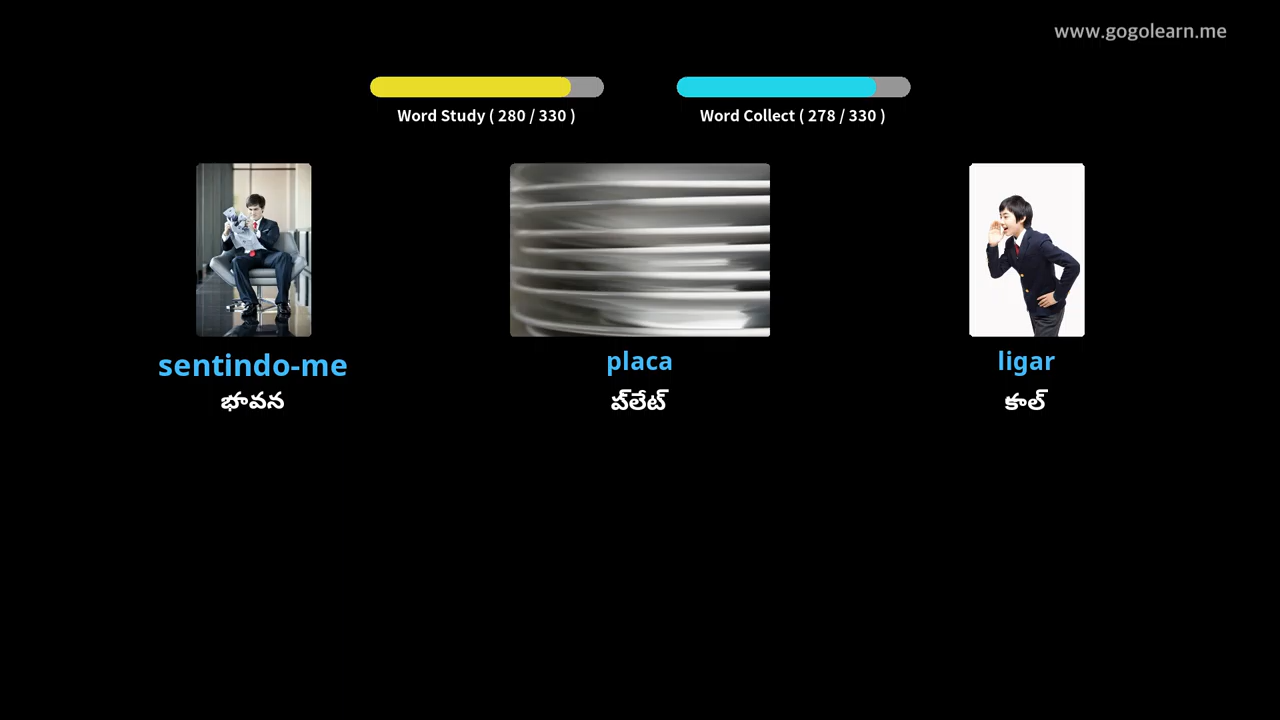 www.gogolearn.me
Word Study ( 280 / 330 )
Word Collect ( 278 / 330 )
sentindo-me
placa
ligar
భావన
ప్‌లేట్
కాల్